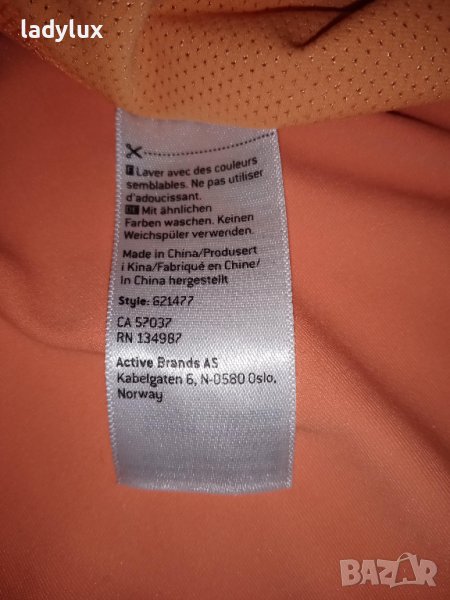 ladylux
F Laver avec des couleurs
semblables. Ne pas utiliser
d'adoucissant.
DE Mit ähnlichen
Farben waschen. Keinen
Weichspüler verwenden.
Made in China/Produsert
i Kina/Fabriqué en Chine/
In China hergestellt
Style: 621477
CA 57037
RN 134987
Active Brands AS
Kabelgaten 6, N-0580 Oslo,
Norway
BAZAR